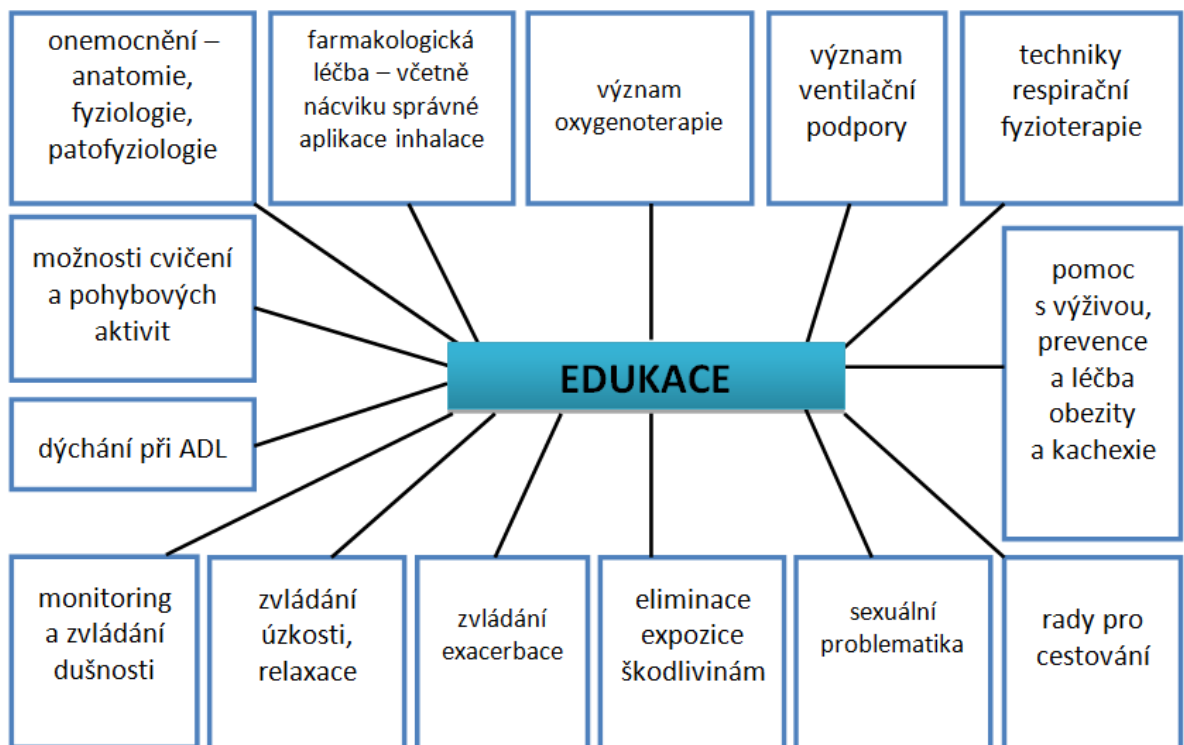 onemocnění –
anatomie,
fyziologie,
patofyziologie
farmakologická
léčba – včetně
nácviku správné
aplikace inhalace
význam
oxygenoterapie
význam
ventilační
podpory
techniky
respirační
fyzioterapie
možnosti cvičení
a pohybových
aktivit
pomoc
s výživou,
prevence
a léčba
obezity
a kachexie
EDUKACE
dýchání při ADL
monitoring
a zvládání
dušnosti
zvládání
úzkosti,
relaxace
zvládání
exacerbace
eliminace
expozice
škodlivinám
sexuální
problematika
rady pro
cestování